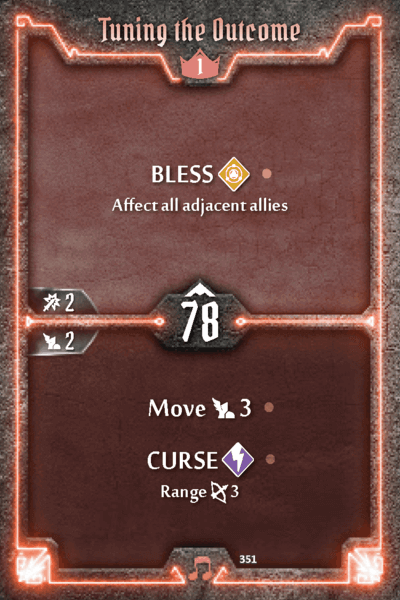 Tuning the Outcome
1
BLESS
Affect all adjacent allies
2
78
2
Move 3
CURSE
Range 3
351